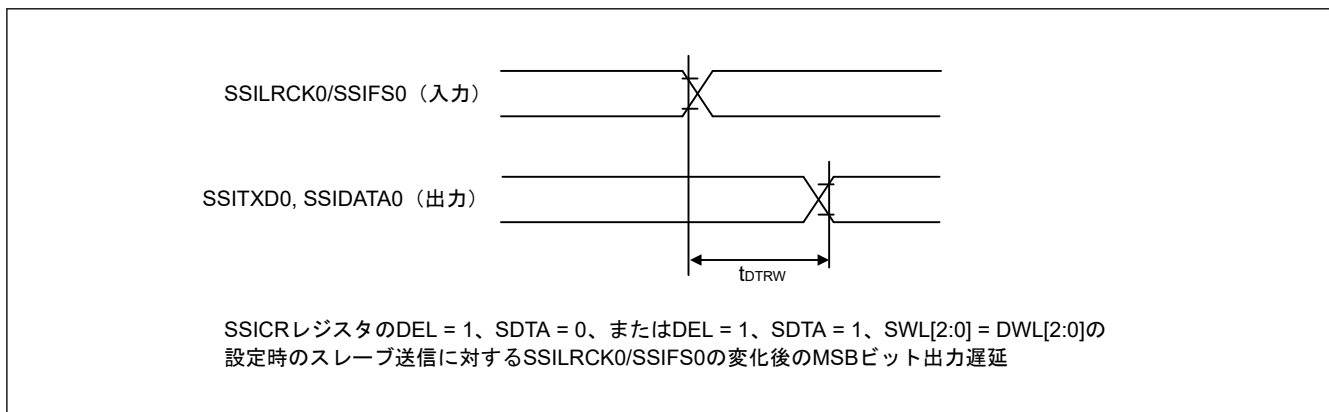 SSILRCK0/SSIFS0（入力）
SSITXD0, SSIDATA0（出力）
tDTRW
SSICRレジスタのDEL = 1、SDTA = 0、またはDEL = 1、SDTA = 1、SWL[2:0] = DWL[2:0]の
設定時のスレーブ送信に対するSSILRCK0/SSIFS0の変化後のMSBビット出力遅延